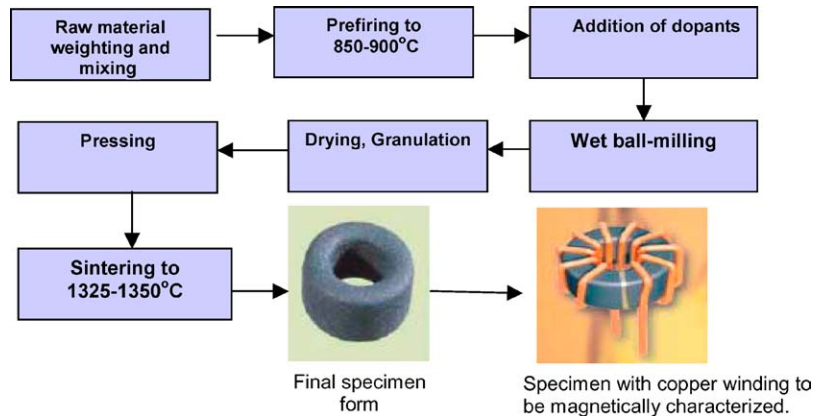 Raw material
weighting and
mixing
Prefiring to
850-900°C
Addition of dopants
Wet ball-milling
Drying, Granulation
Pressing
Sintering to
1325-1350°C
Final specimen
form
Specimen with copper winding to
be magnetically characterized.